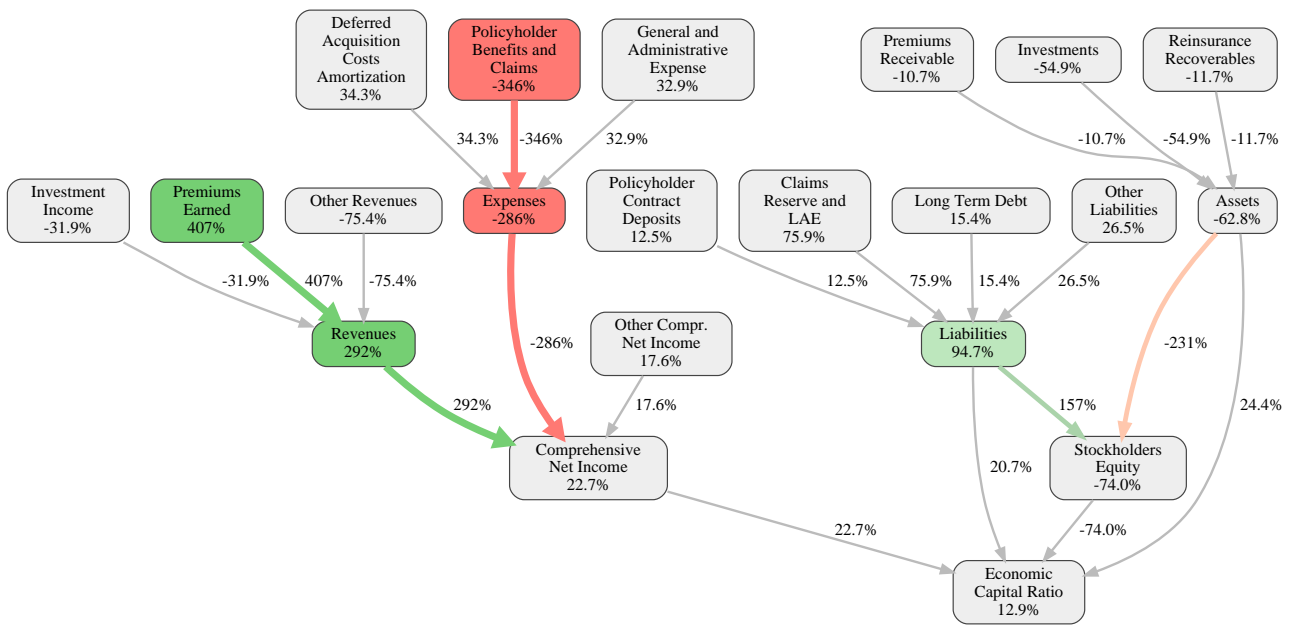 Deferred
Acquisition
Costs
Amortization
34.3%
Policyholder
Benefits and
Claims
-346%
General and
Administrative
Expense
32.9%
Premiums
Receivable
-10.7%
Investments
-54.9%
Reinsurance
Recoverables
-11.7%
34.3%
-346%
32.9%
-10.7%
-54.9%
-11.7%
Investment
Income
-31.9%
Premiums
Earned
407%
Other Revenues
-75.4%
Expenses
-286%
Policyholder
Contract
Deposits
12.5%
Claims
Reserve and
LAE
75.9%
Long Term Debt
15.4%
Other
Liabilities
26.5%
Assets
-62.8%
-31.9%
407%
-75.4%
12.5%
75.9%
15.4%
26.5%
Revenues
292%
-286%
Other Compr.
Net Income
17.6%
Liabilities
94.7%
-231%
292%
17.6%
157%
24.4%
Comprehensive
Net Income
22.7%
20.7%
Stockholders
Equity
-74.0%
22.7%
-74.0%
Economic
Capital Ratio
12.9%